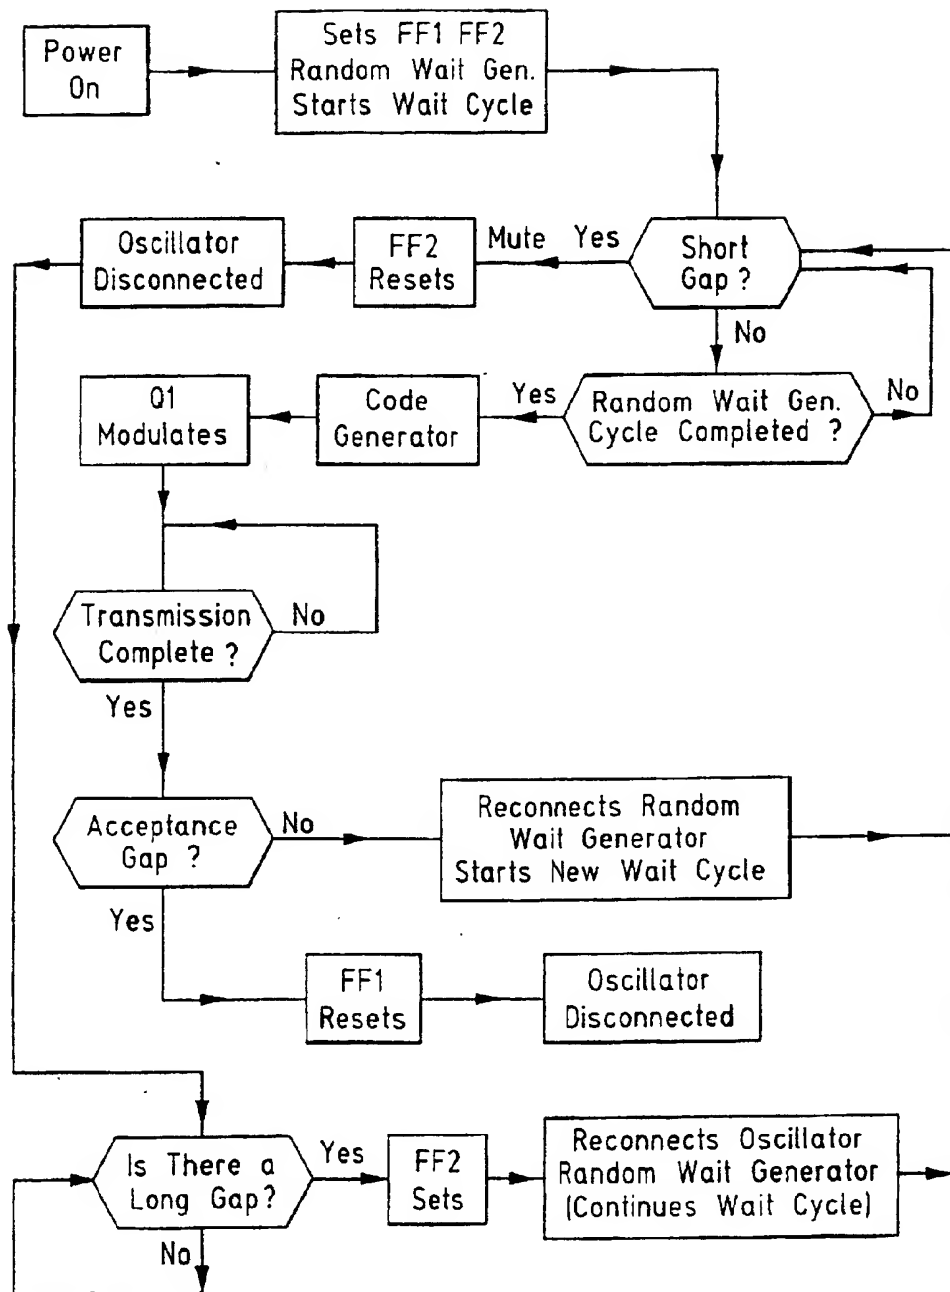 Power
On
Sets FF1 FF2
Random Wait Gen.
Starts Wait Cycle
Short
Gap ?
Yes
Mute
FF2
Resets
Oscillator
Disconnected
No
Random Wait Gen.
Cycle Completed ?
No
Yes
Code
Generator
Q1
Modulates
Transmission
Complete ?
No
Yes
Acceptance
Gap ?
No
Reconnects Random
Wait Generator
Starts New Wait Cycle
Yes
FF1
Resets
Oscillator
Disconnected
Is There a
Long Gap?
Yes
FF2
Sets
Reconnects Oscillator
Random Wait Generator
(Continues Wait Cycle)
No